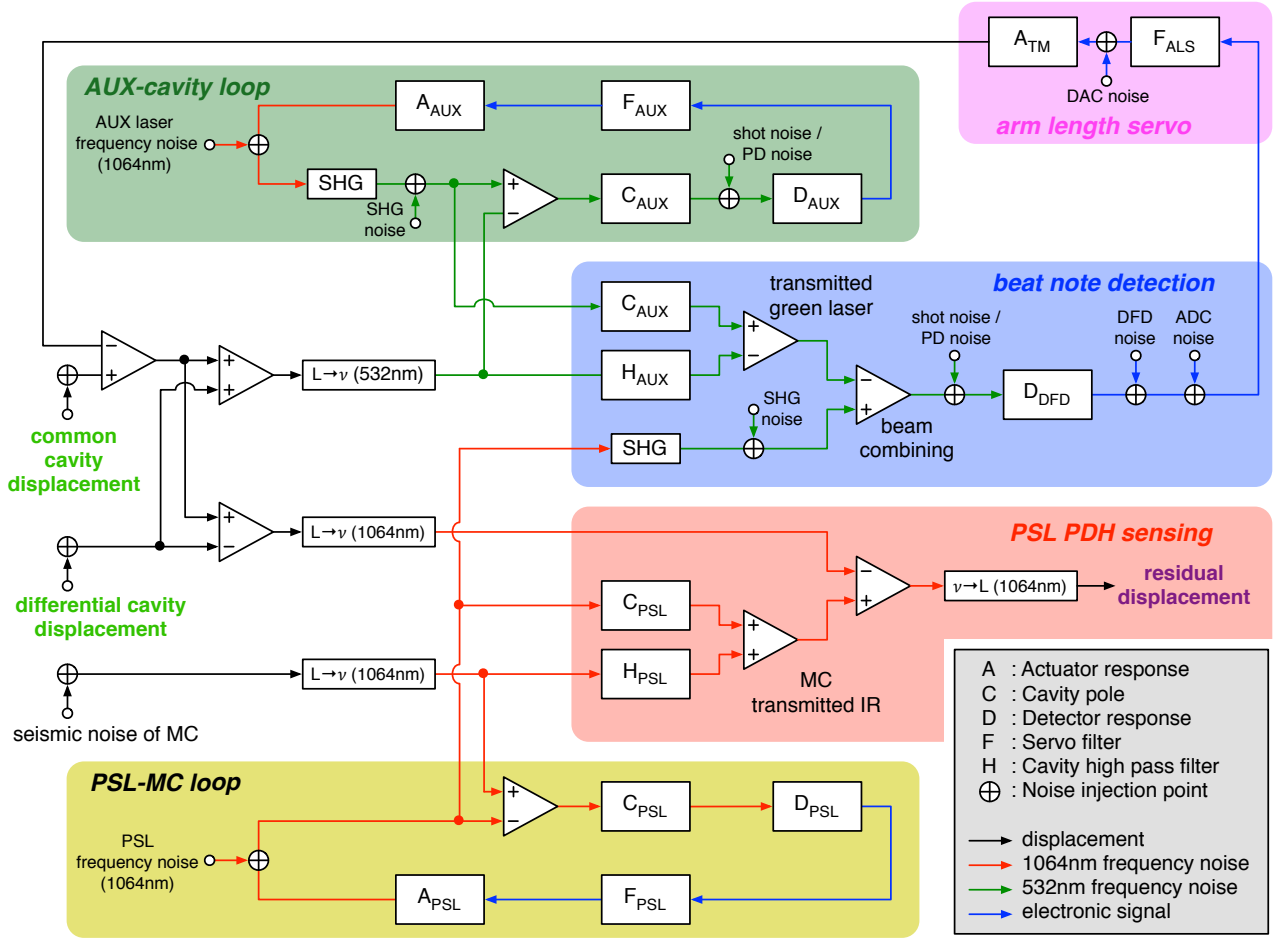 A_TM
F_ALS
DAC noise
arm length servo
AUX-cavity loop
AUX laser
frequency noise
(1064nm)
A_AUX
F_AUX
shot noise /
PD noise
SHG
SHG
noise
+
−
C_AUX
D_AUX
beat note detection
C_AUX
transmitted
green laser
+
−
H_AUX
shot noise /
PD noise
DFD
noise
ADC
noise
−
+
D_DFD
beam
combining
SHG
noise
SHG
−
+
+
+
L→ν (532nm)
common
cavity
displacement
+
−
L→ν (1064nm)
differential cavity
displacement
PSL PDH sensing
−
+
ν→L (1064nm)
residual
displacement
C_PSL
+
+
H_PSL
MC
transmitted IR
L→ν (1064nm)
seismic noise of MC
PSL-MC loop
+
−
C_PSL
D_PSL
PSL
frequency noise
(1064nm)
A_PSL
F_PSL
A : Actuator response
C : Cavity pole
D : Detector response
F : Servo filter
H : Cavity high pass filter
⊕ : Noise injection point
displacement
1064nm frequency noise
532nm frequency noise
electronic signal